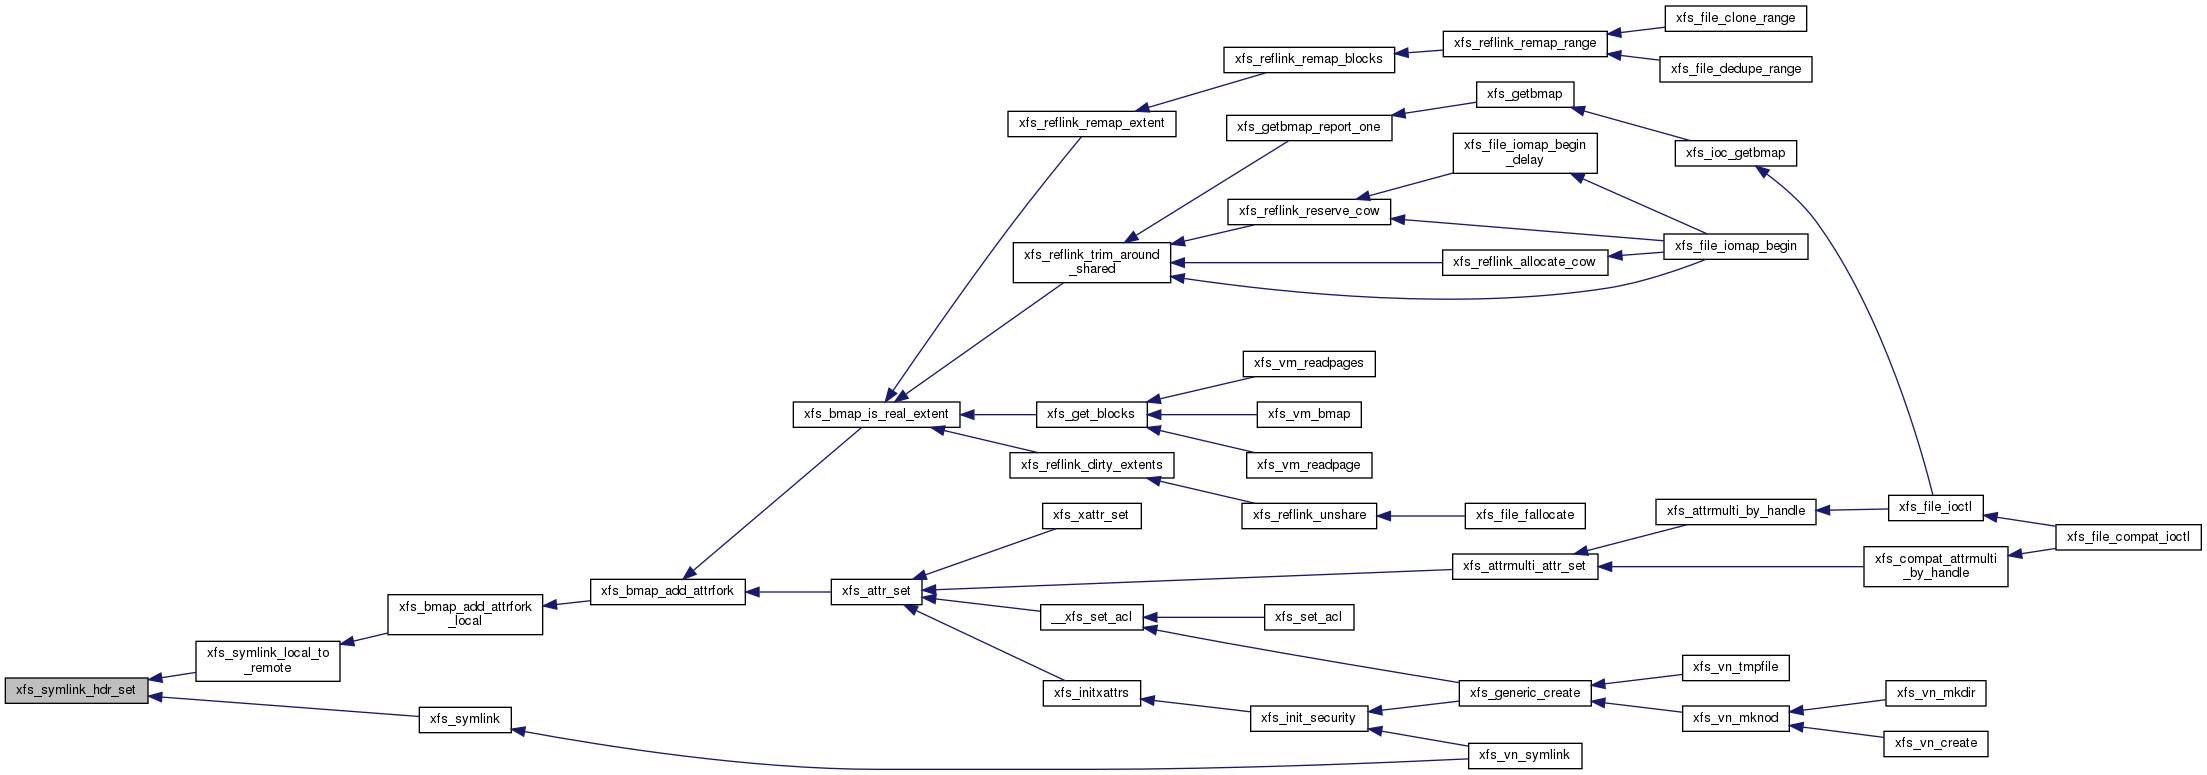 xfs_file_clone_range
xfs_reflink_remap_range
xfs_reflink_remap_blocks
xfs_file_dedupe_range
xfs_getbmap
xfs_reflink_remap_extent
xfs_getbmap_report_one
xfs_file_iomap_begin
_delay
xfs_ioc_getbmap
xfs_reflink_reserve_cow
xfs_file_iomap_begin
xfs_reflink_trim_around
_shared
xfs_reflink_allocate_cow
xfs_vm_readpages
xfs_bmap_is_real_extent
xfs_get_blocks
xfs_vm_bmap
xfs_reflink_dirty_extents
xfs_vm_readpage
xfs_xattr_set
xfs_reflink_unshare
xfs_file_fallocate
xfs_attrmulti_by_handle
xfs_file_ioctl
xfs_file_compat_ioctl
xfs_attrmulti_attr_set
xfs_compat_attrmulti
_by_handle
xfs_bmap_add_attrfork
xfs_attr_set
xfs_bmap_add_attrfork
_local
__xfs_set_acl
xfs_set_acl
xfs_symlink_local_to
_remote
xfs_vn_tmpfile
xfs_symlink_hdr_set
xfs_initxattrs
xfs_generic_create
xfs_vn_mkdir
xfs_symlink
xfs_init_security
xfs_vn_mknod
xfs_vn_symlink
xfs_vn_create